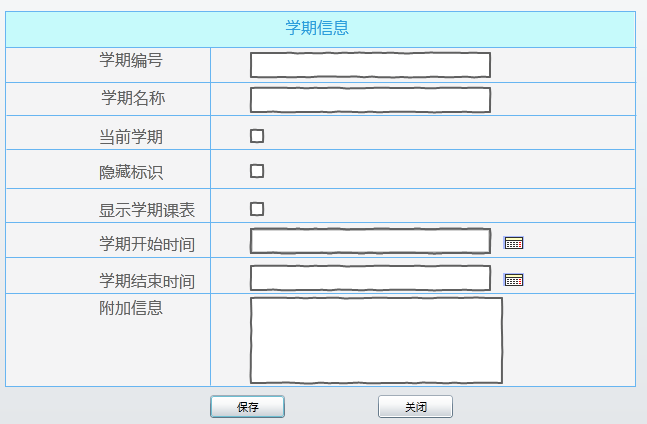 学期信息
学期编号
学期名称
当前学期
隐藏标识
显示学期课表
学期开始时间
学期结束时间
附加信息
保存
关闭